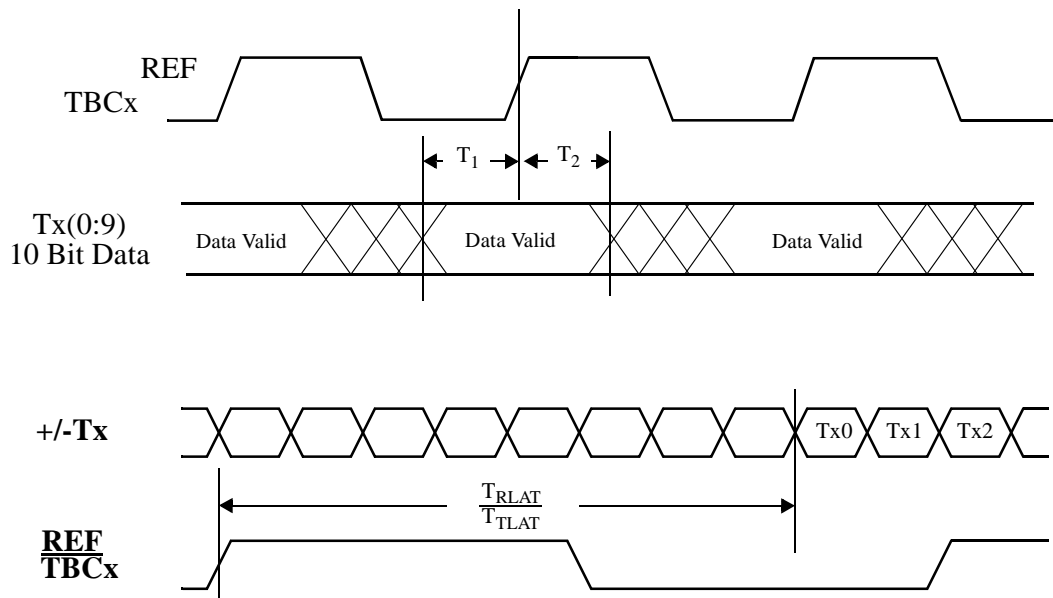 REF
TBCx
T1
T2
Tx(0:9)
10 Bit Data
Data Valid
Data Valid
Data Valid
+/-Tx
Tx0
Tx1
Tx2
TRLAT
TTLAT
REF
TBCx